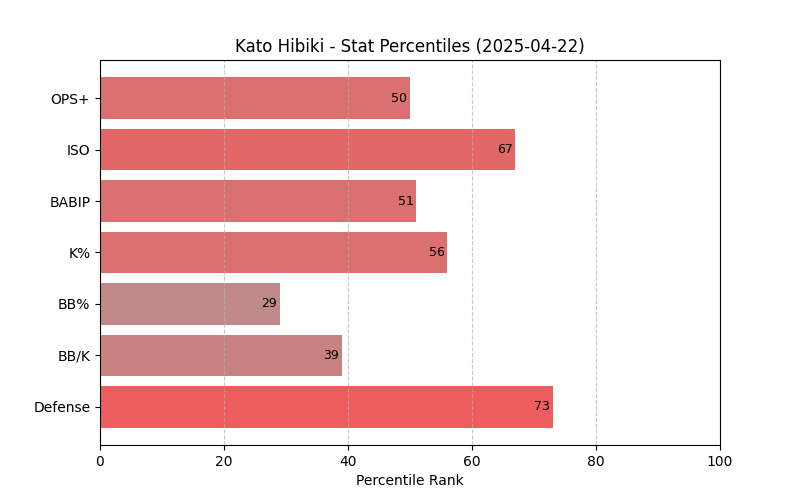 Kato Hibiki - Stat Percentiles (2025-04-22)
OPS+ 50
ISO 67
BABIP 51
K% 56
BB% 29
BB/K 39
Defense 73
0 20 40 60 80 100
Percentile Rank